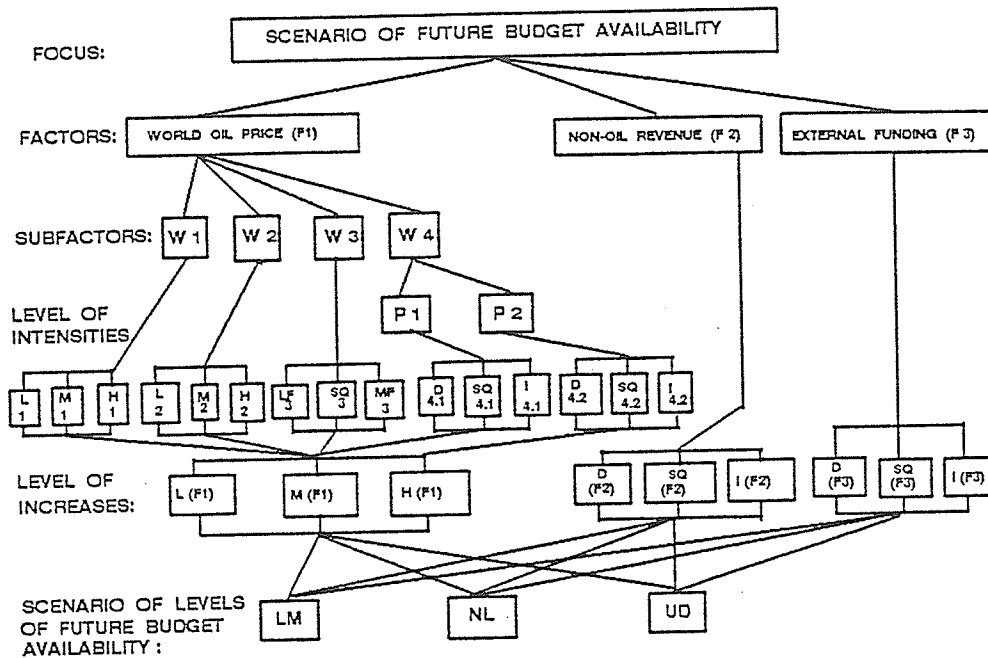 SCENARIO OF FUTURE BUDGET AVAILABILITY
FOCUS:
FACTORS:
WORLD OIL PRICE (F1)
NON-OIL REVENUE (F 2)
EXTERNAL FUNDING (F 3)
SUBFACTORS:
W 1
W 2
W 3
W 4
LEVEL OF
INTENSITIES
P 1
P 2
L
1
M
1
H
1
L
2
M
2
H
2
LF
3
SQ
3
MF
3
D
4.1
SQ
4.1
I
4.1
D
4.2
SQ
4.2
I
4.2
LEVEL OF
INCREASES:
L (F1)
M (F1)
H (F1)
D
(F2)
SQ
(F2)
I (F2)
D
(F3)
SQ
(F3)
I (F3)
SCENARIO OF LEVELS
OF FUTURE BUDGET
AVAILABILITY :
LM
NL
UD